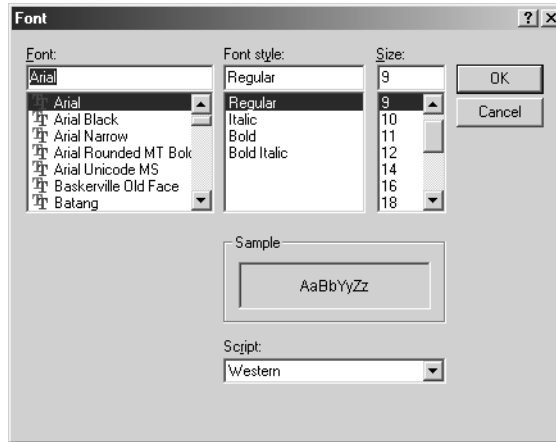 Font
Font:
Arial
Arial
Arial Black
Arial Narrow
Arial Rounded MT Bolc
Arial Unicode MS
Baskerville Old Face
Batang
Font style:
Regular
Regular
Italic
Bold
Bold Italic
Size:
9
9
10
11
12
14
16
18
OK
Cancel
Sample
AaBbYyZz
Script:
Western